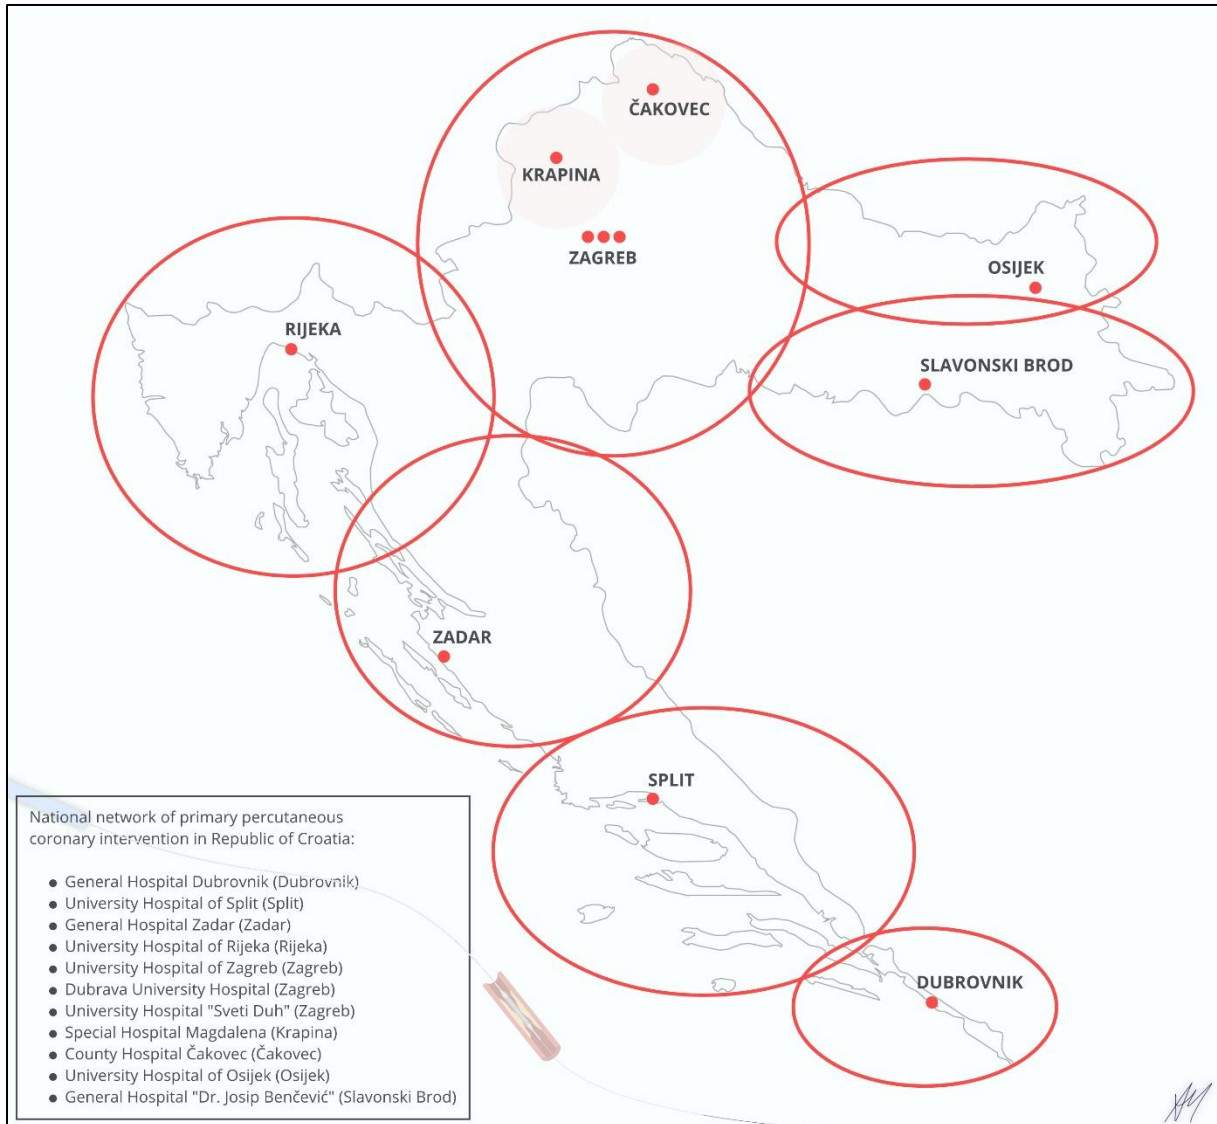 ČAKOVEC
KRAPINA
ZAGREB
OSIJEK
RIJEKA
SLAVONSKI BROD
ZADAR
SPLIT
DUBROVNIK
National network of primary percutaneous
coronary intervention in Republic of Croatia:
● General Hospital Dubrovnik (Dubrovnik)
● University Hospital of Split (Split)
● General Hospital Zadar (Zadar)
● University Hospital of Rijeka (Rijeka)
● University Hospital of Zagreb (Zagreb)
● Dubrava University Hospital (Zagreb)
● University Hospital "Sveti Duh" (Zagreb)
● Special Hospital Magdalena (Krapina)
● County Hospital Čakovec (Čakovec)
● University Hospital of Osijek (Osijek)
● General Hospital "Dr. Josip Benčević" (Slavonski Brod)